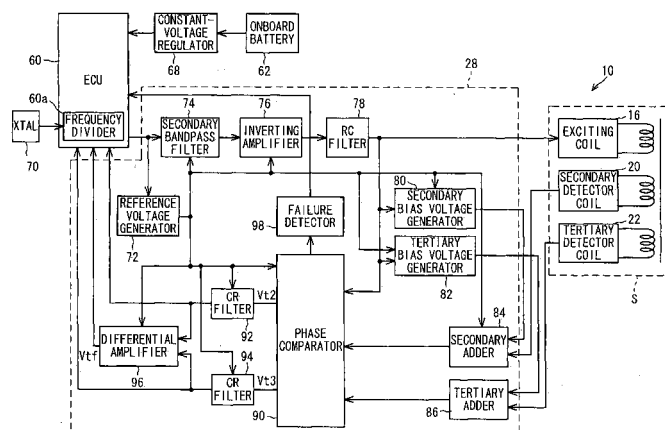 CONSTANT-
VOLTAGE
REGULATOR
68
ONBOARD
BATTERY
62
60
ECU
28
10
60a
FREQUENCY
DIVIDER
XTAL
70
74
SECONDARY
BANDPASS
FILTER
76
INVERTING
AMPLIFIER
78
RC
FILTER
16
EXCITING
COIL
20
SECONDARY
DETECTOR
COIL
22
TERTIARY
DETECTOR
COIL
S
REFERENCE
VOLTAGE
GENERATOR
72
98
FAILURE
DETECTOR
80
SECONDARY
BIAS VOLTAGE
GENERATOR
TERTIARY
BIAS VOLTAGE
GENERATOR
82
CR
FILTER
92
Vt2
PHASE
COMPARATOR
90
84
SECONDARY
ADDER
Vtf
DIFFERENTIAL
AMPLIFIER
96
94
CR
FILTER
Vt3
86
TERTIARY
ADDER